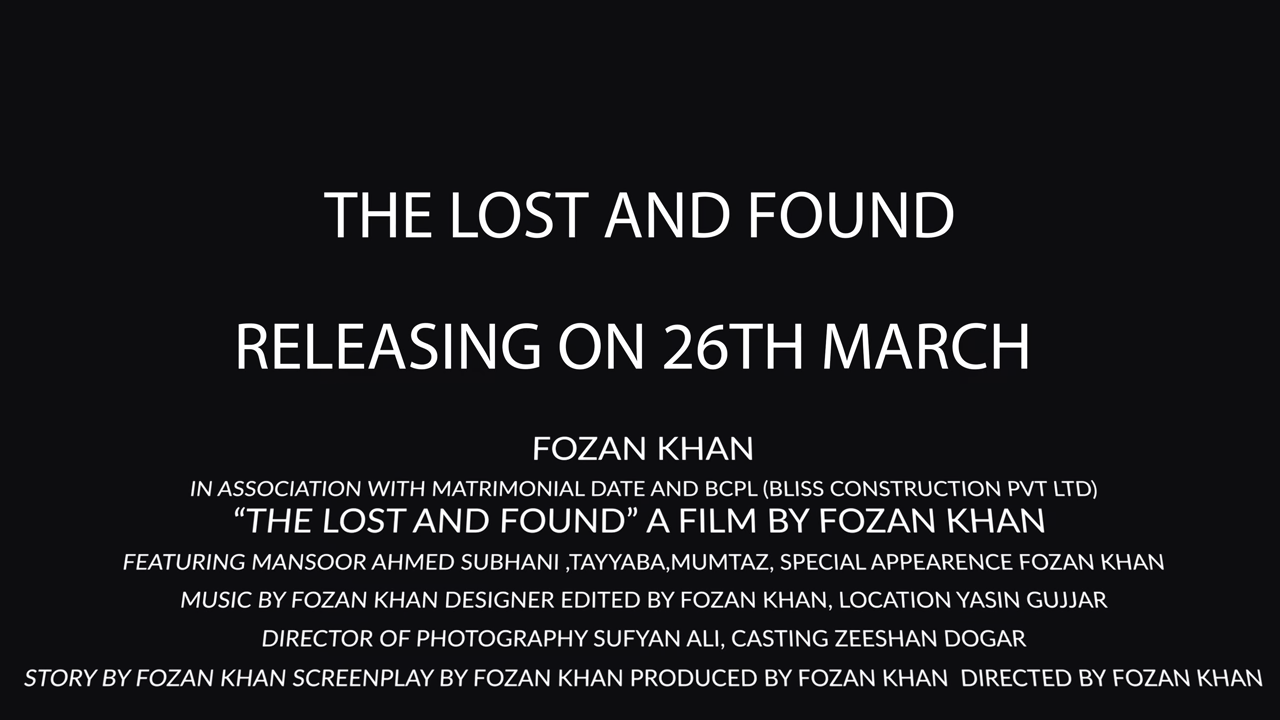 THE LOST AND FOUND
RELEASING ON 26TH MARCH
FOZAN KHAN
IN ASSOCIATION WITH MATRIMONIAL DATE AND BCPL (BLISS CONSTRUCTION PVT LTD)
“THE LOST AND FOUND” A FILM BY FOZAN KHAN
FEATURING MANSOOR AHMED SUBHANI ,TAYYABA,MUMTAZ, SPECIAL APPEARENCE FOZAN KHAN
MUSIC BY FOZAN KHAN DESIGNER EDITED BY FOZAN KHAN, LOCATION YASIN GUJJAR
DIRECTOR OF PHOTOGRAPHY SUFYAN ALI, CASTING ZEESHAN DOGAR
STORY BY FOZAN KHAN SCREENPLAY BY FOZAN KHAN PRODUCED BY FOZAN KHAN  DIRECTED BY FOZAN KHAN